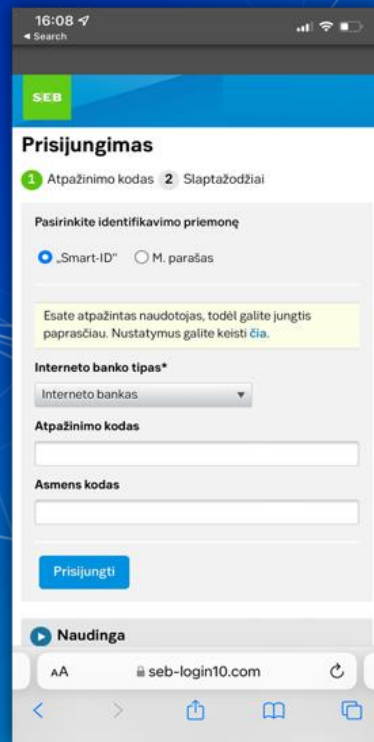 16:08
◀ Search
SEB
Prisijungimas
1 Atpažinimo kodas 2 Slaptažodžiai
Pasirinkite identifikavimo priemonę
„Smart-ID“ M. parašas
Esate atpažintas naudotojas, todėl galite jungtis
paprasčiau. Nustatymus galite keisti čia.
Interneto banko tipas*
Interneto bankas
Atpažinimo kodas
Asmens kodas
Prisijungti
Naudinga
AA seb-login10.com